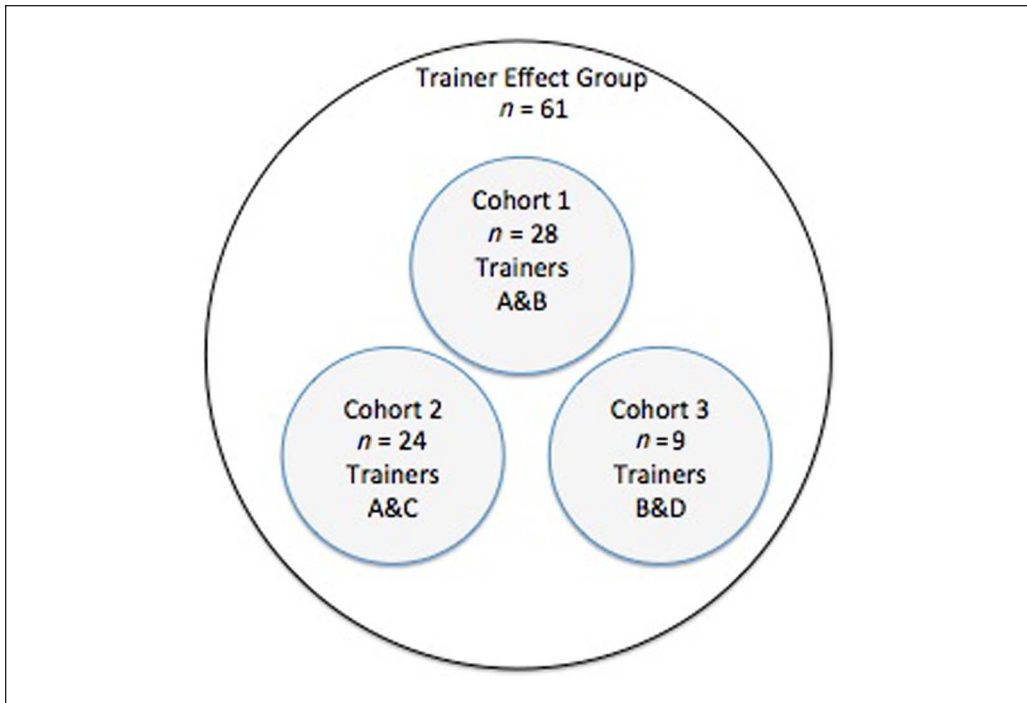 Trainer Effect Group
n = 61
Cohort 1
n = 28
Trainers
A&B
Cohort 2
n = 24
Trainers
A&C
Cohort 3
n =9
Trainers
B&D